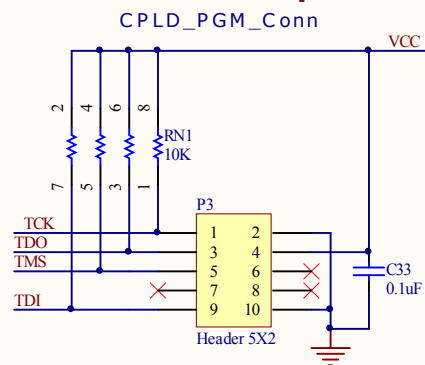 CPLD_PGM_Conn
VCC
2 4 6 8
RN1
10K
7 5 3 1
P3
TCK 1 2
TDO 3 4
TMS 5 6
7 8
TDI 9 10
C33
0.1uF
Header 5X2